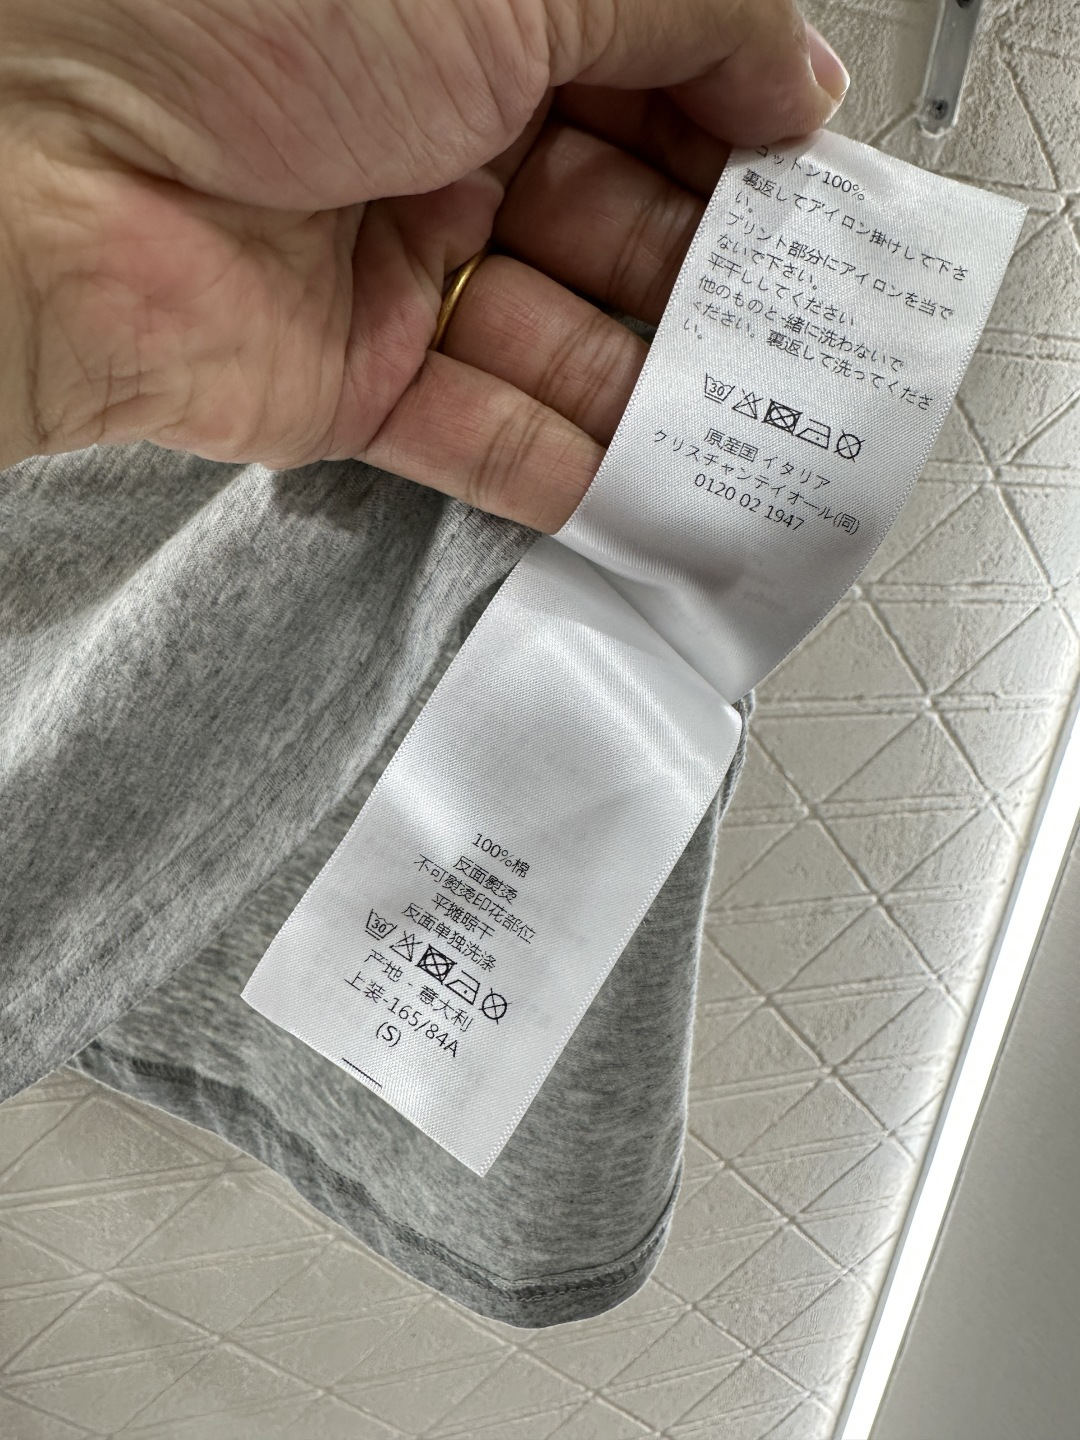 コットン100%
裏返してアイロン掛けして下さ
い。
プリント部分にアイロンを当て
ないで下さい。
平干ししてください
他のものと一緒に洗わないで
ください。裏返して洗ってくださ
い。
30
原産国 イタリア
クリスチャンディオール(同)
0120 02 1947
100%棉
反面熨烫
不可熨烫印花部位
平摊晾干
反面单独洗涤
30
产地 - 意大利
上装-165/84A
(S)